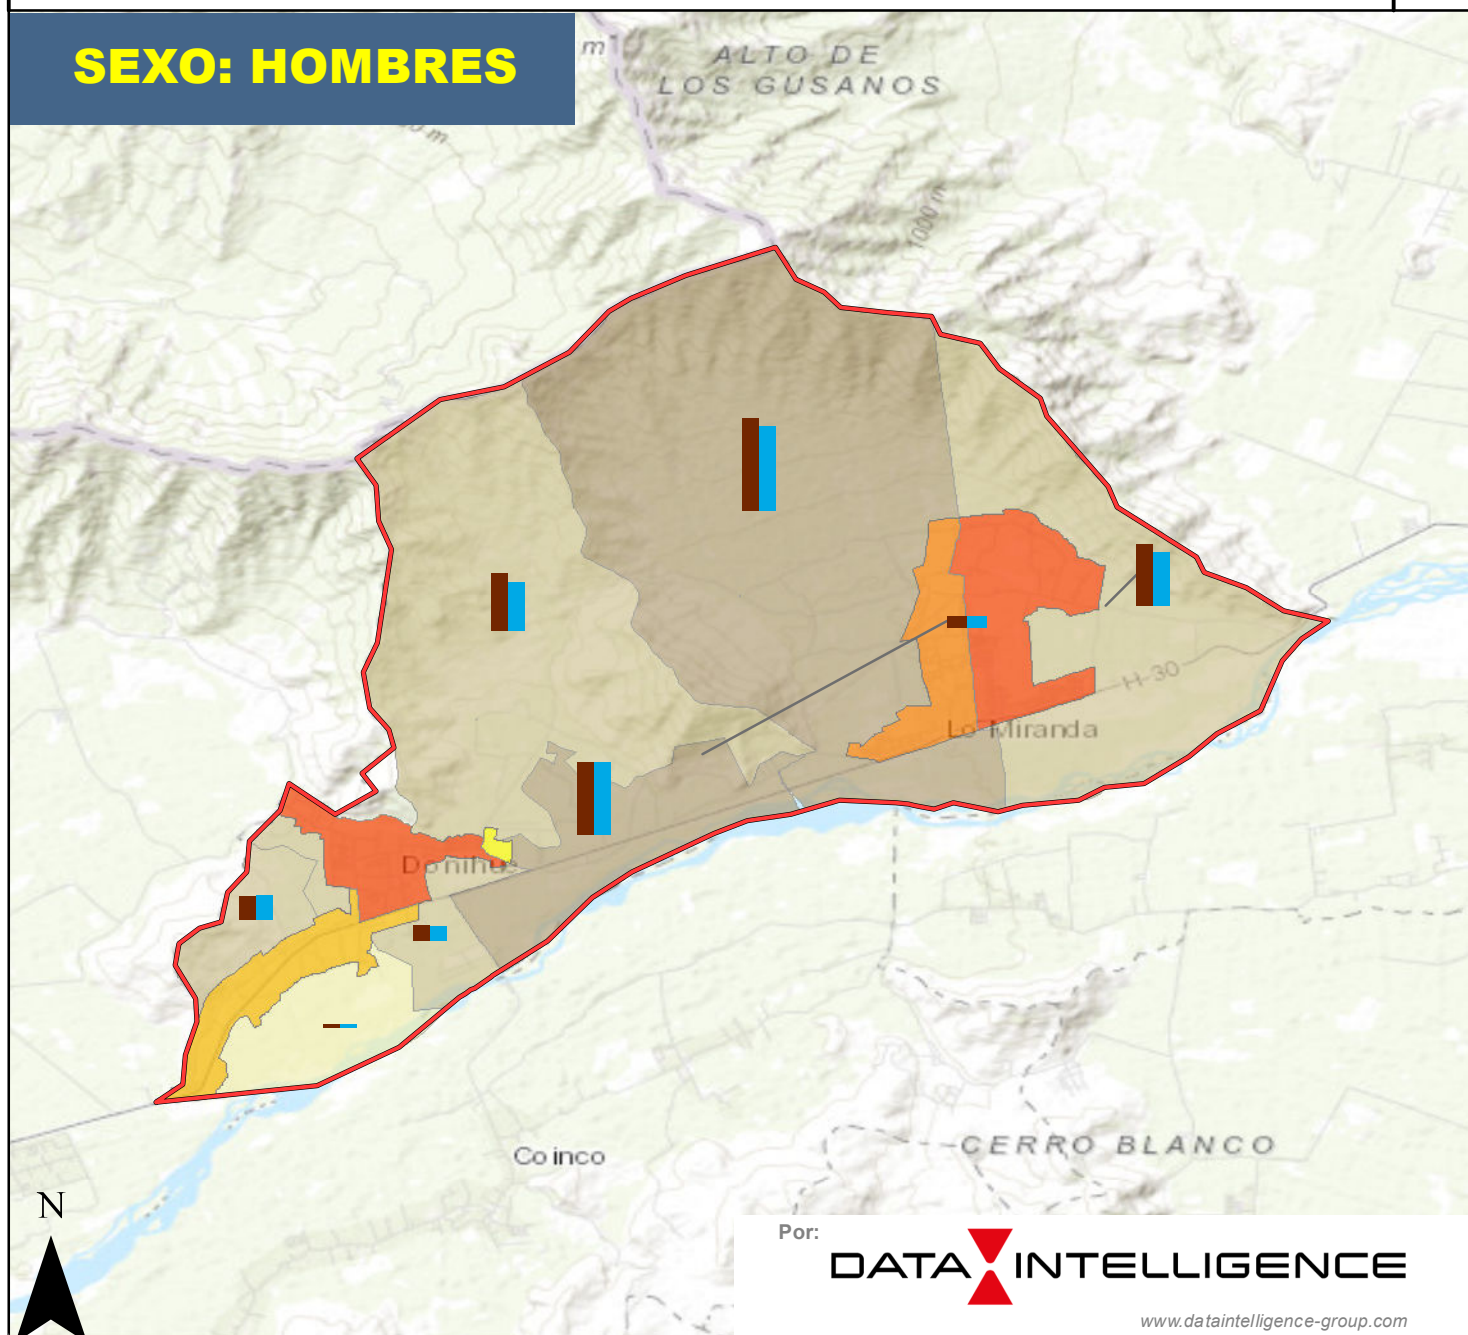 SEXO: HOMBRES
m
ALTO DE
LOS GUSANOS
1000 m
H-30
Lo Miranda
Doñihue
Coinco
CERRO BLANCO
N
Por:
DATA INTELLIGENCE
www.dataintelligence-group.com